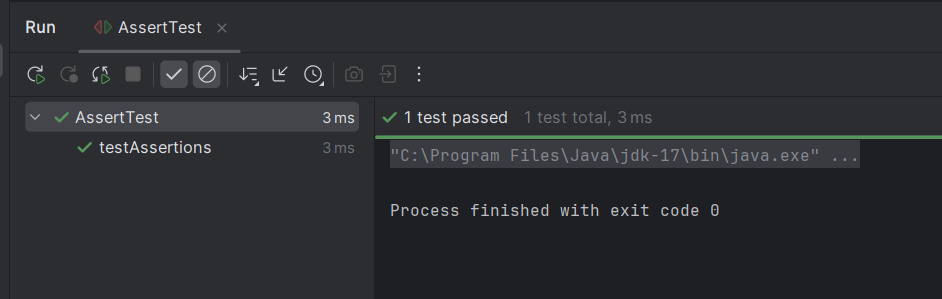 Run AssertTest
AssertTest 3 ms
testAssertions 3 ms
1 test passed 1 test total, 3 ms
"C:\Program Files\Java\jdk-17\bin\java.exe" ...
Process finished with exit code 0